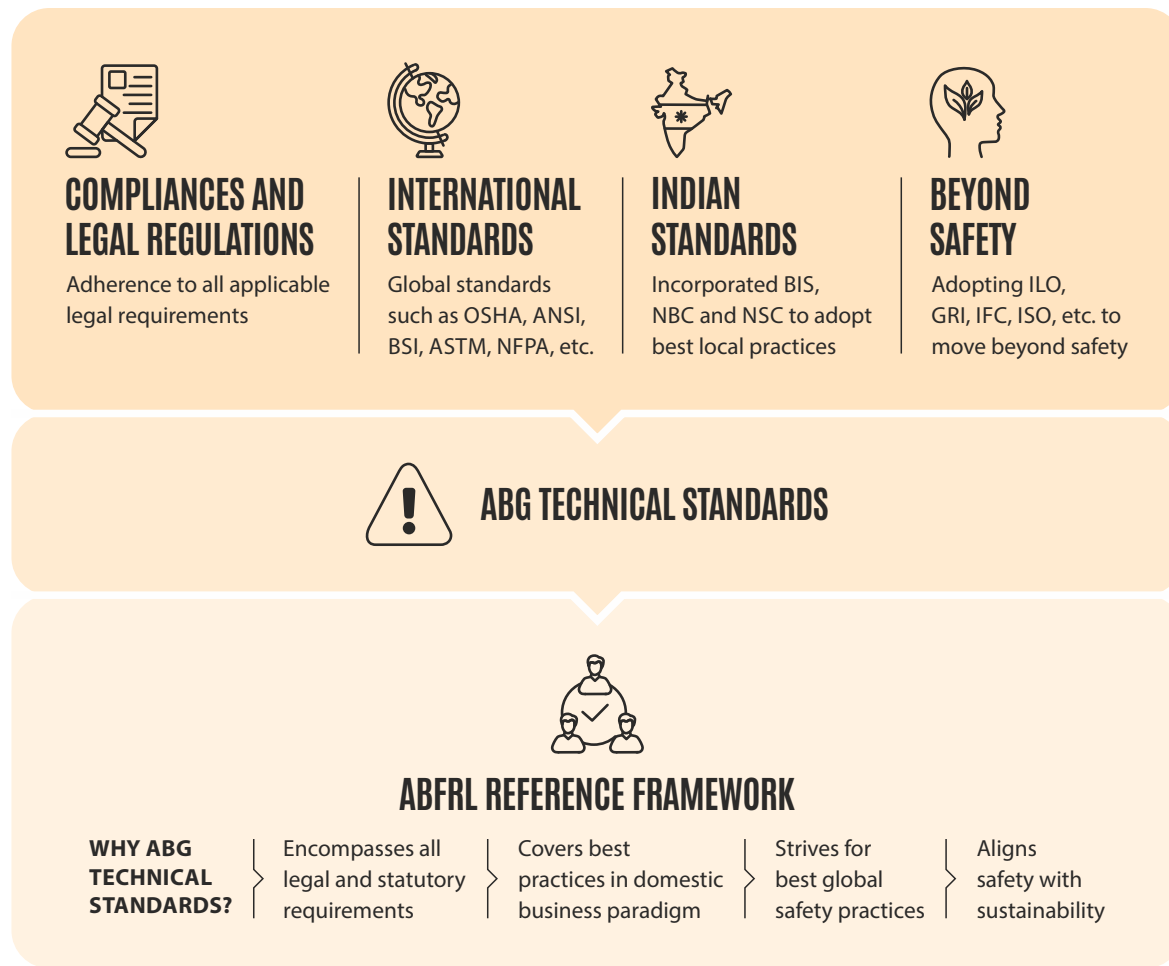 COMPLIANCES AND
LEGAL REGULATIONS
Adherence to all applicable
legal requirements
INTERNATIONAL
STANDARDS
Global standards
such as OSHA, ANSI,
BSI, ASTM, NFPA, etc.
INDIAN
STANDARDS
Incorporated BIS,
NBC and NSC to adopt
best local practices
BEYOND
SAFETY
Adopting ILO,
GRI, IFC, ISO, etc. to
move beyond safety
ABG TECHNICAL STANDARDS
ABFRL REFERENCE FRAMEWORK
WHY ABG
TECHNICAL
STANDARDS?
Encompasses all
legal and statutory
requirements
Covers best
practices in domestic
business paradigm
Strives for
best global
safety practices
Aligns
safety with
sustainability